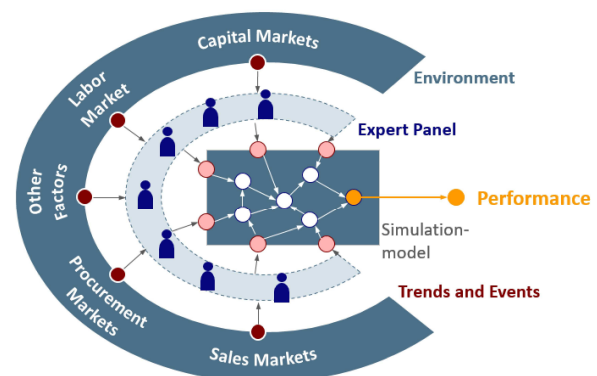 Capital Markets
Environment
Labor
Market
Expert Panel
Other
Factors
Performance
Simulation-
model
Procurement
Markets
Trends and Events
Sales Markets